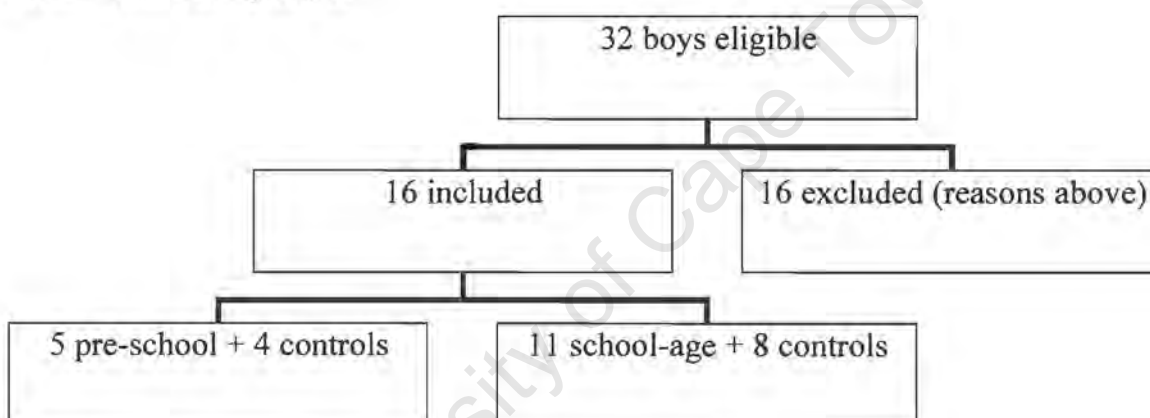 32 boys eligible
16 included
16 excluded (reasons above)
5 pre-school + 4 controls
11 school-age + 8 controls